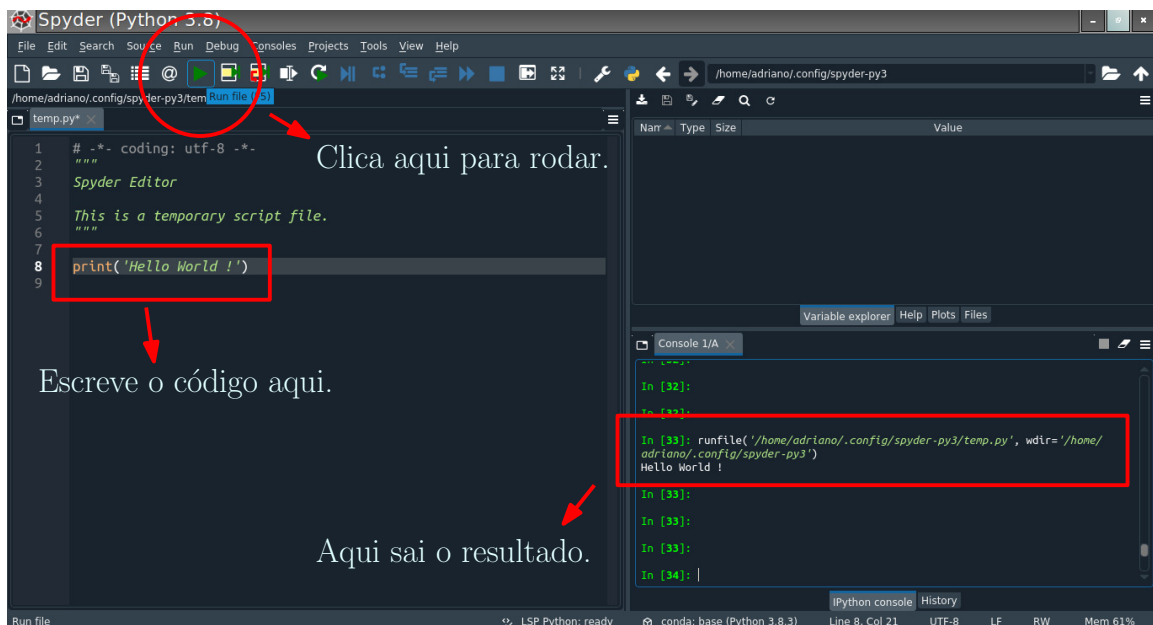 Spyder (Python 3.8)
File Edit Search Source Run Debug Consoles Projects Tools View Help
/home/adriano/.config/spyder-py3
/home/adriano/.config/spyder-py3/tem
Run file (F5)
temp.py*
1 # -*- coding: utf-8 -*-
2 """
3 Spyder Editor
4
5 This is a temporary script file.
6 """
7
8 print('Hello World !')
9
Clica aqui para rodar.
Escreve o código aqui.
Aqui sai o resultado.
Nam Type Size Value
Variable explorer Help Plots Files
Console 1/A
In [32]:
In [32]:
In [32]:
In [33]: runfile('/home/adriano/.config/spyder-py3/temp.py', wdir='/home/
adriano/.config/spyder-py3')
Hello World !
In [33]:
In [33]:
In [33]:
In [34]:
IPython console History
Run file LSP Python: ready conda: base (Python 3.8.3) Line 8, Col 21 UTF-8 LF RW Mem 61%